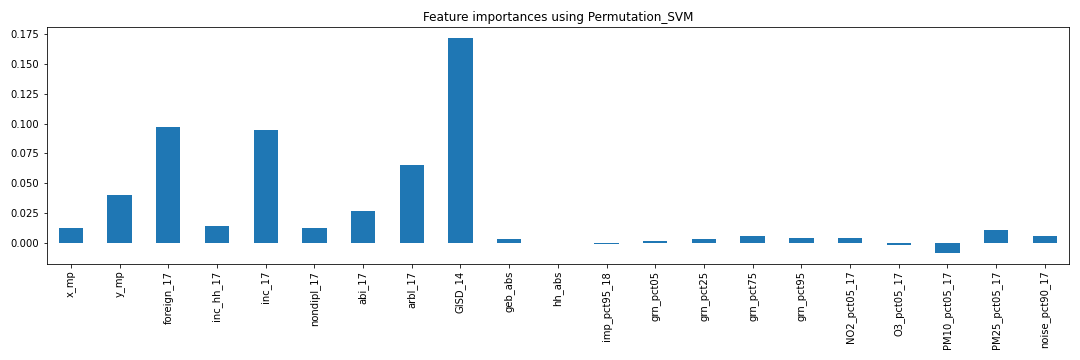 Feature importances using Permutation_SVM
0.175
0.150
0.125
0.100
0.075
0.050
0.025
0.000
x_mp
y_mp
foreign_17
inc_hh_17
inc_17
nondipl_17
abi_17
arbl_17
GISD_14
geb_abs
hh_abs
imp_pct95_18
grn_pct05
grn_pct25
grn_pct75
grn_pct95
NO2_pct05_17
O3_pct05_17
PM10_pct05_17
PM25_pct05_17
noise_pct90_17